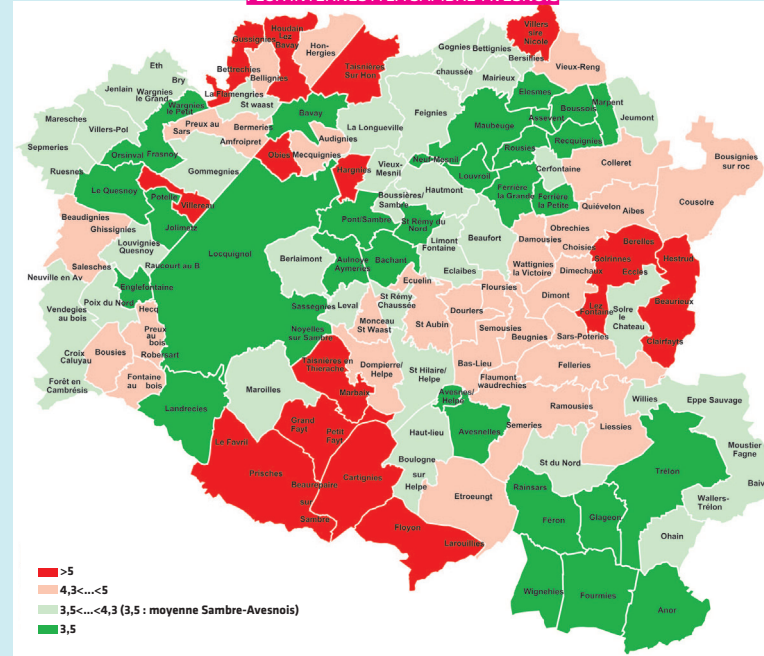 Villers
sire
Nicole
Houdain
Lez
Bavay
Gussignies
Hon-
Hergies
Taisnières
Sur Hon
Gognies
chaussée
Bettignies
Bersillies
Mairieux
Vieux-Reng
Eth
Bry
Bettrechies
Bellignies
Jenlain
Wargnies
le Grand
La Flamengries
St waast
Wargnies
le Petit
Bavay
Feignies
Elesmes
Assevent
Boussois
Marpent
Jeumont
Maubeuge
Maresches
Villers-Pol
Preux au
Sars
Bermeries
Amfroipret
Audignies
La Longueville
Rousies
Recquignies
Sepmeries
Orsinval
Frasnoy
Obies
Mecquignies
Neuf-Mesnil
Vieux-
Mesnil
Louvroil
Cerfontaine
Colleret
Bousignies
sur roc
Ruesnes
Gommegnies
Hargnies
Hautmont
Ferrière
la Grande
Ferrière
la Petite
Le Quesnoy
Potelle
Villereau
Boussières/
Sambre
Quiévelon
Aibes
Cousolre
Beaudignies
Ghissignies
Jolimetz
Pont/Sambre
St Rémy du
Nord
Limont
Fontaine
Beaufort
Obrechies
Damousies
Choisies
Berelles
Louvignies
Quesnoy
Locquignol
Berlaimont
Aulnoye
Aymeries
Bachant
Eclaibes
Wattignies
la Victoire
Dimechaux
Solrinnes
Eccles
Hestrud
Salesches
Raucourt au B
Neuville en Av
Englefontaine
Ecuelin
Floursies
Dimont
Lez
Fontaine
Solre
le
Chateau
Beaurieux
Vendegies
au bois
Poix du Nord
Hecq
Sassegnies
Leval
St Rémy
Chaussée
Dourlers
Monceau
St Waast
St Aubin
Semousies
Beugnies
Sars-Poteries
Clairfayts
Preux
au
bois
Robersart
Noyelles
sur Sambre
Croix
Caluyau
Bousies
Fontaine
au bois
Taisnières en
Thiérache
Dompierre/
Helpe
St Hilaire/
Helpe
Bas-Lieu
Felleries
Forêt en
Cambrésis
Maroilles
Marbaix
Flaumont
waudrechies
Avesnes/
Helpe
Willies
Eppe Sauvage
Landrecies
Grand
Fayt
Petit
Fayt
Haut-lieu
Avesnelles
Semeries
Ramousies
Liessies
Le Favril
Moustier
Fagne
Prisches
Cartignies
Boulogne
sur
Helpe
St du Nord
Trélon
Beaurepaire
sur
Sambre
Etroeungt
Rainsars
Wallers-
Trélon
Baiv
Féron
Glageon
Floyon
Larouillies
Ohain
Wignehies
Fourmies
Anor
>5
4,3<...<5
3,5<...<4,3 (3,5 : moyenne Sambre-Avesnois)
3,5